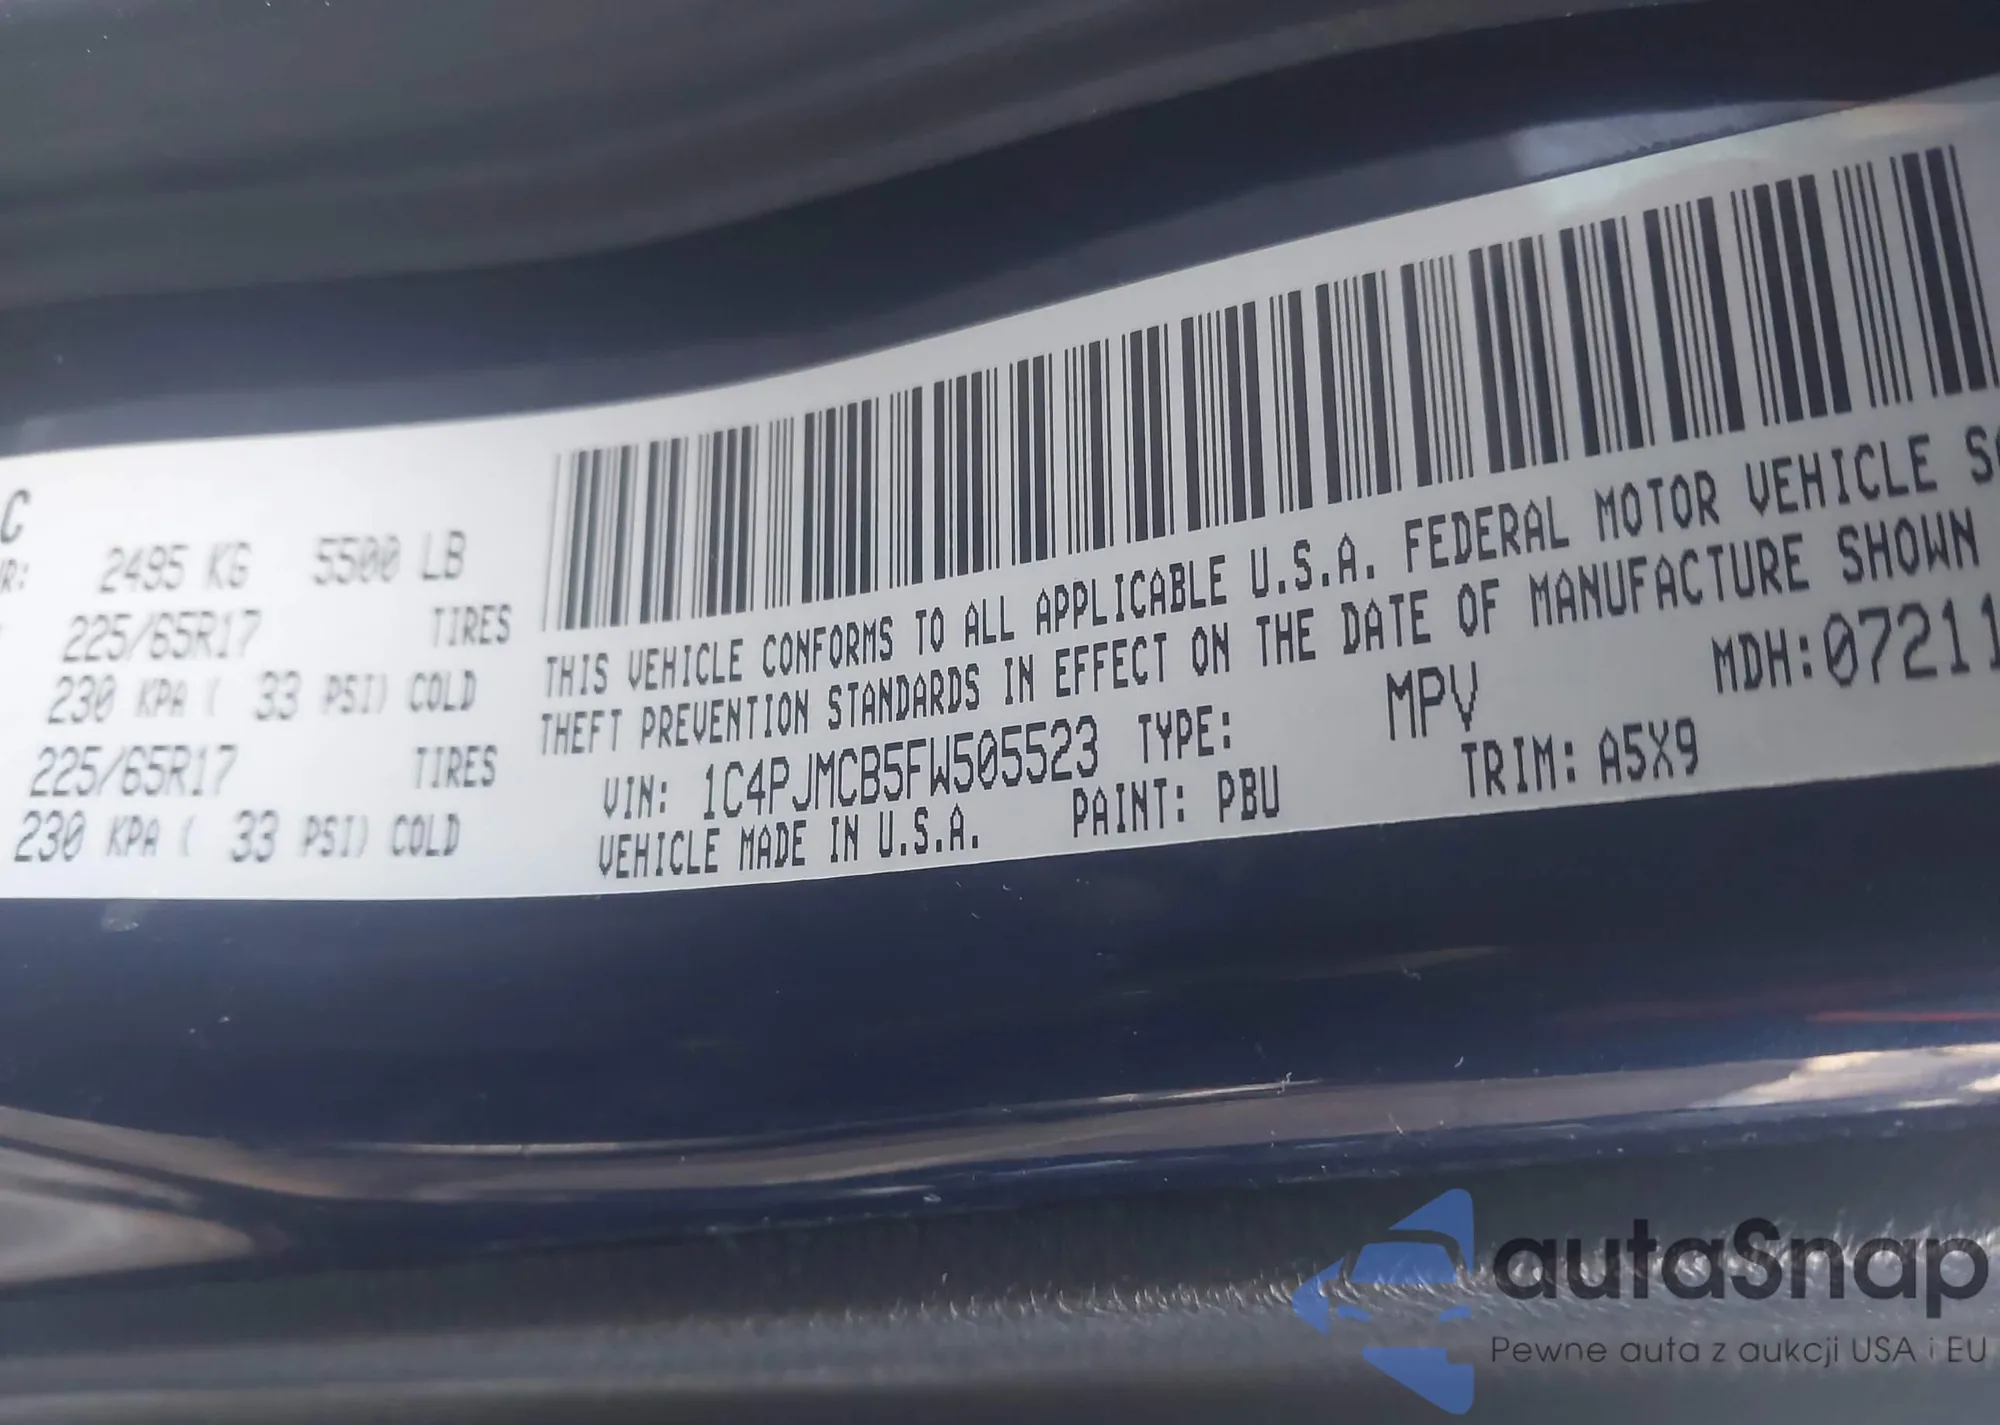 C
R: 2495 KG 5500 LB
225/65R17 TIRES
230 KPA ( 33 PSI) COLD
225/65R17 TIRES
230 KPA ( 33 PSI) COLD
THIS VEHICLE CONFORMS TO ALL APPLICABLE U.S.A. FEDERAL MOTOR VEHICLE
THEFT PREVENTION STANDARDS IN EFFECT ON THE DATE OF MANUFACTURE SHOWN
VIN: 1C4PJMCB5FW505523 TYPE: MPV MDH:07211
VEHICLE MADE IN U.S.A. PAINT: PBU TRIM: A5X9
autaSnap
Pewne auta z aukcji USA i EU